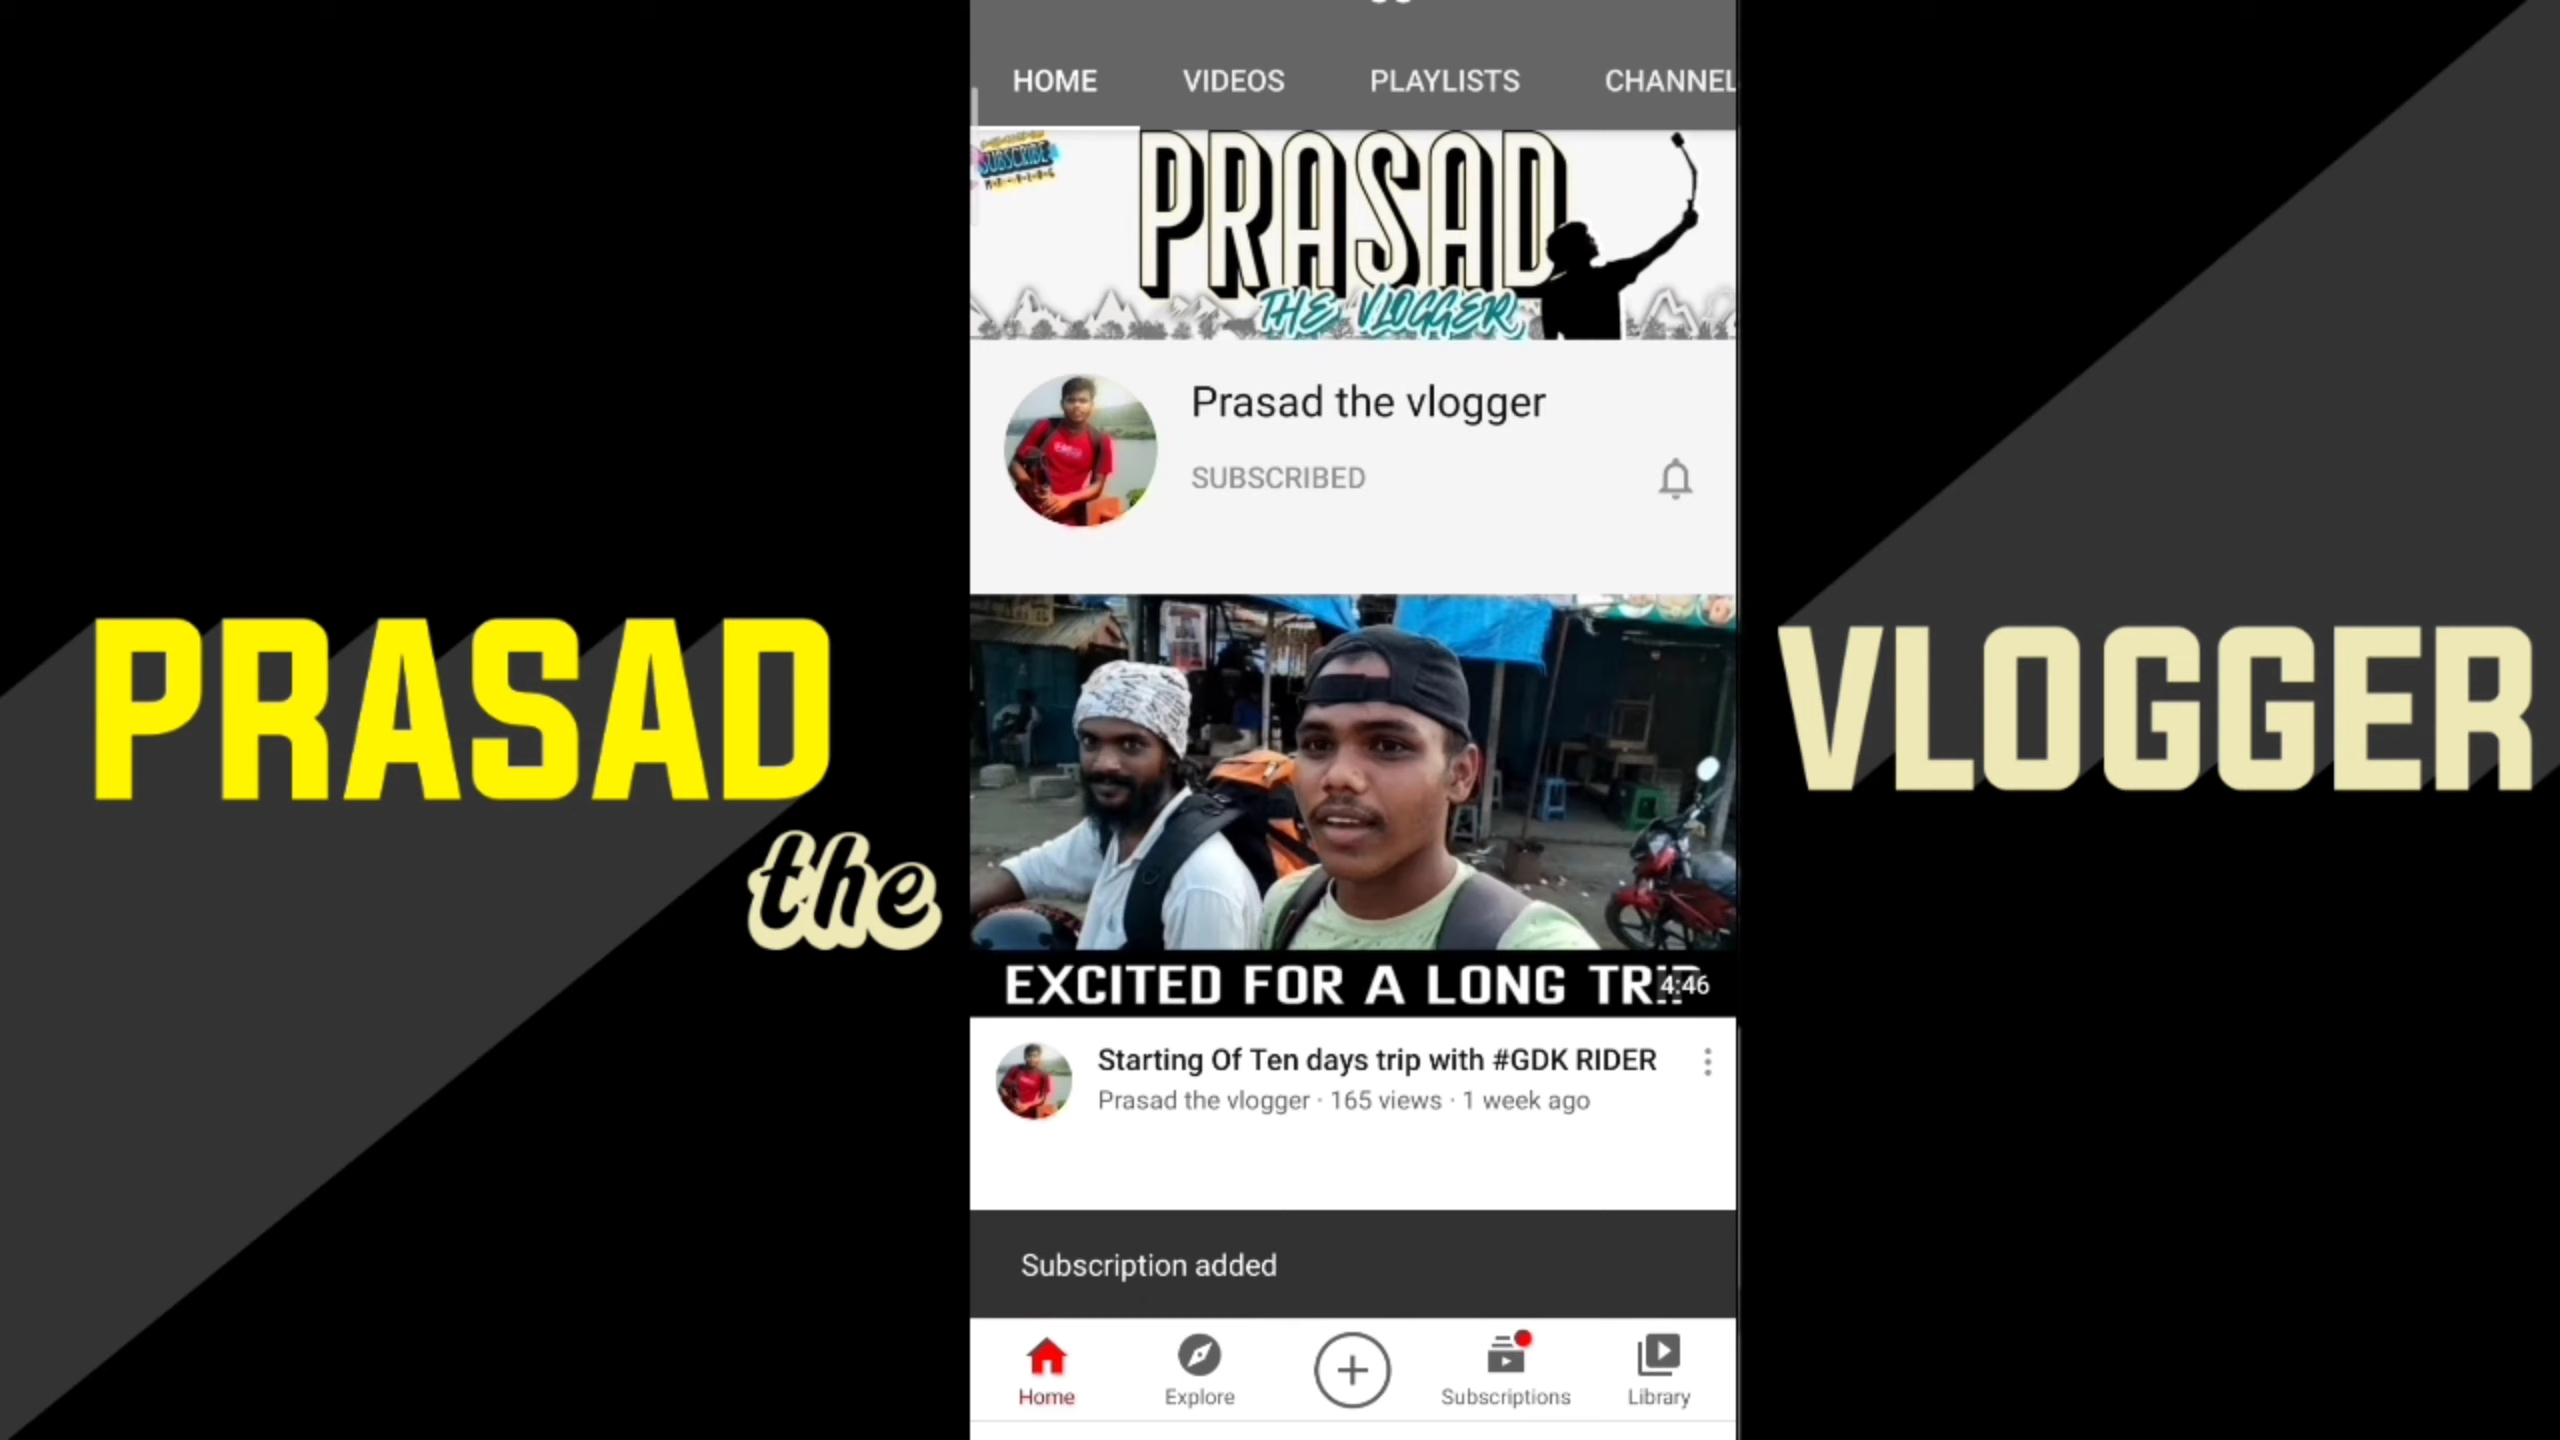 HOME VIDEOS PLAYLISTS CHANNEL
SUBSCRIBE
PRASAD
THE VLOGGER
Prasad the vlogger
SUBSCRIBED
PRASAD
the
VLOGGER
EXCITED FOR A LONG TRIP
4:46
Starting Of Ten days trip with #GDK RIDER
Prasad the vlogger · 165 views · 1 week ago
Subscription added
Home Explore Subscriptions Library